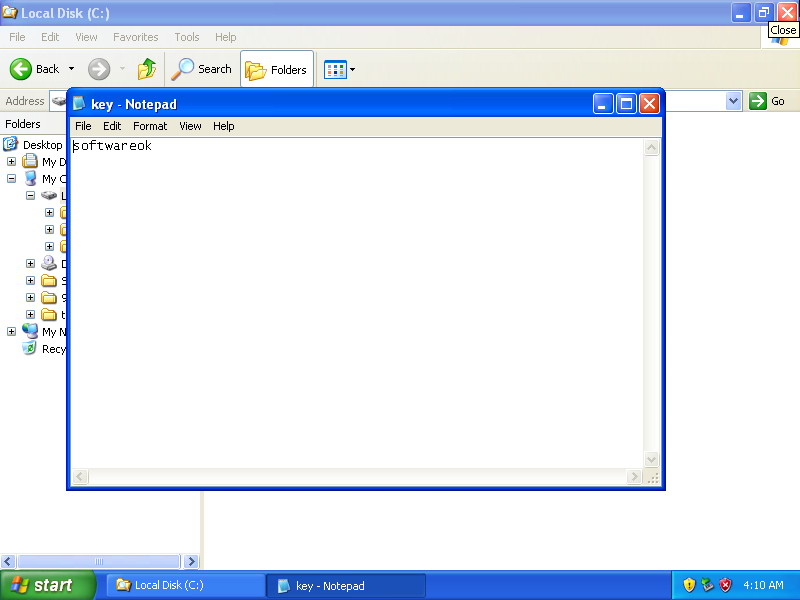 Local Disk (C:)
Close
File Edit View Favorites Tools Help
Back Search Folders
Address Go
key - Notepad
File Edit Format View Help
softwareok
Folders
Desktop
My D
My C
My N
Recy
start Local Disk (C:) key - Notepad 4:10 AM